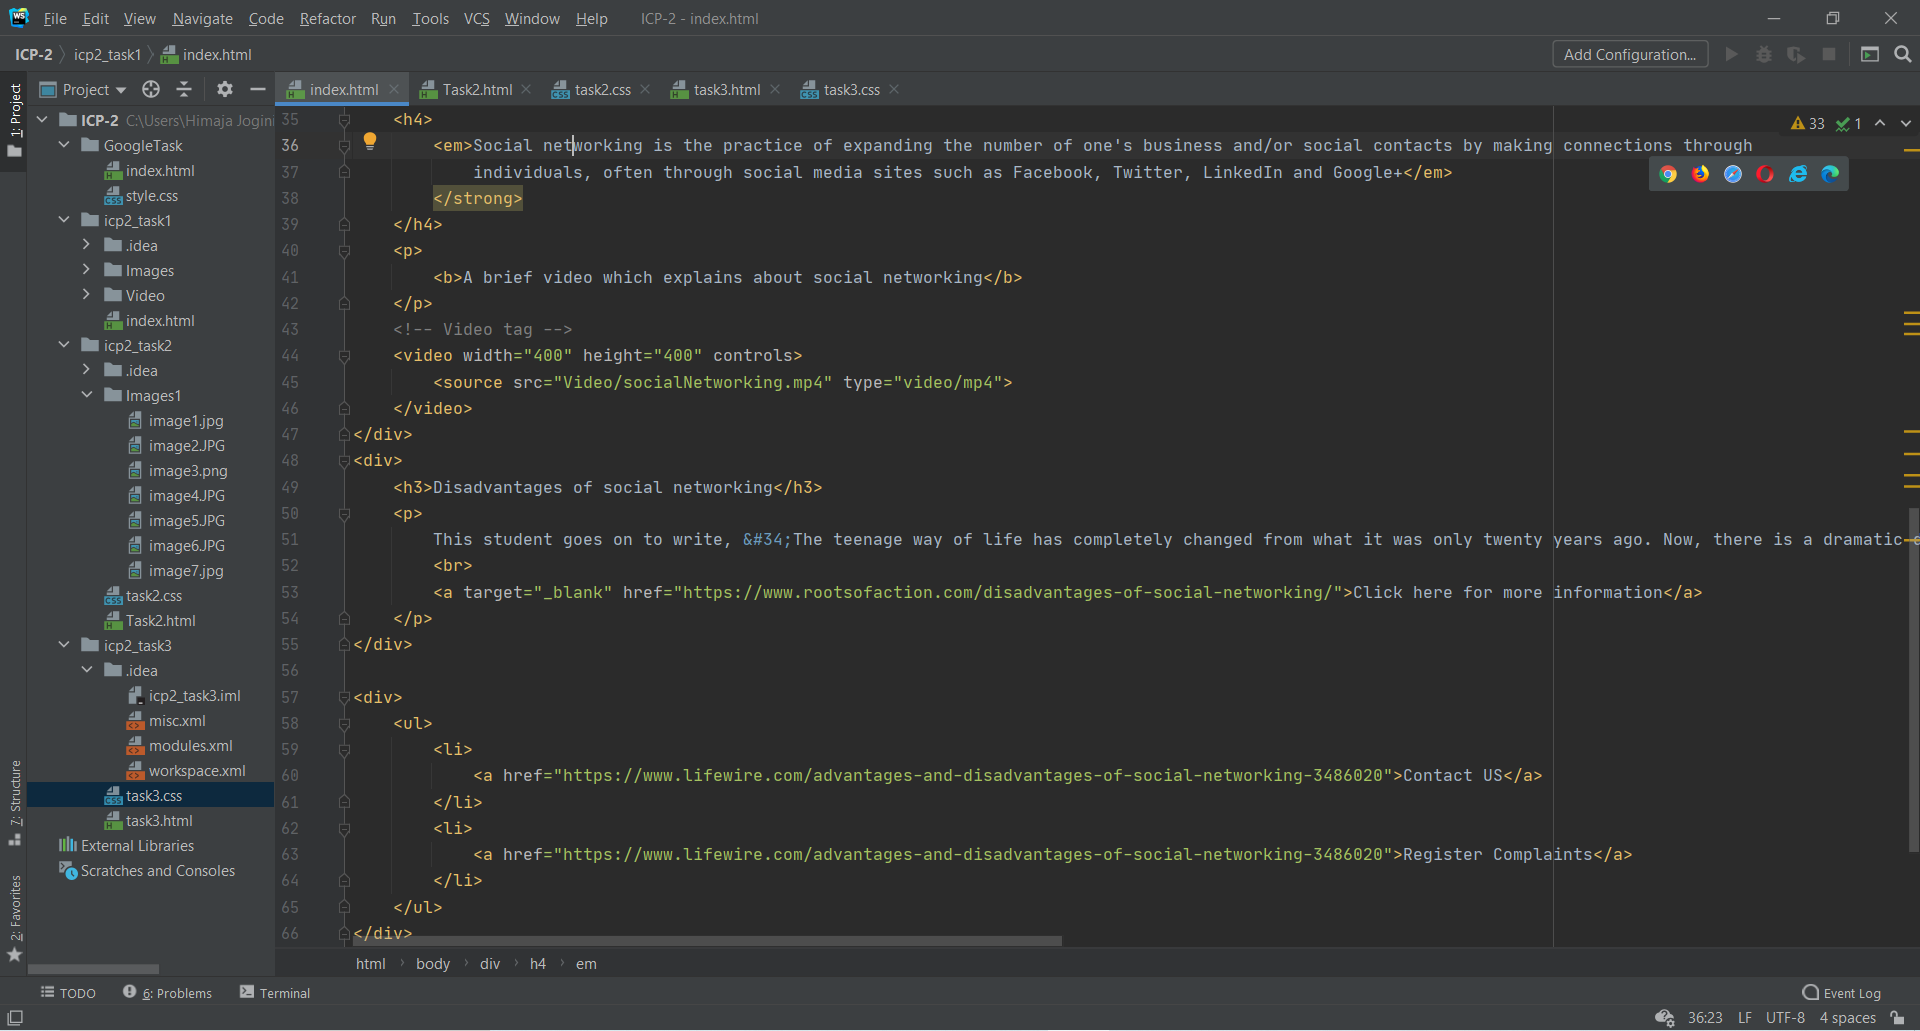 WS File Edit View Navigate Code Refactor Run Tools VCS Window Help ICP-2 - index.html
ICP-2 icp2_task1 index.html Add Configuration...
1: Project
Project
index.html Task2.html task2.css task3.html task3.css
ICP-2 C:\Users\Himaja Jogin
GoogleTask
index.html
style.css
icp2_task1
.idea
Images
Video
index.html
icp2_task2
.idea
Images1
image1.jpg
image2.JPG
image3.png
image4.JPG
image5.JPG
image6.JPG
image7.jpg
task2.css
Task2.html
icp2_task3
.idea
icp2_task3.iml
misc.xml
modules.xml
workspace.xml
task3.css
task3.html
External Libraries
Scratches and Consoles
7: Structure
2: Favorites
33 1
35 <h4>
36 <em>Social networking is the practice of expanding the number of one's business and/or social contacts by making connections through
37 individuals, often through social media sites such as Facebook, Twitter, LinkedIn and Google+</em>
38 </strong>
39 </h4>
40 <p>
41 <b>A brief video which explains about social networking</b>
42 </p>
43 <!-- Video tag -->
44 <video width="400" height="400" controls>
45 <source src="Video/socialNetworking.mp4" type="video/mp4">
46 </video>
47 </div>
48 <div>
49 <h3>Disadvantages of social networking</h3>
50 <p>
51 This student goes on to write, &#34;The teenage way of life has completely changed from what it was only twenty years ago. Now, there is a dramatic
52 <br>
53 <a target="_blank" href="https://www.rootsofaction.com/disadvantages-of-social-networking/">Click here for more information</a>
54 </p>
55 </div>
56
57 <div>
58 <ul>
59 <li>
60 <a href="https://www.lifewire.com/advantages-and-disadvantages-of-social-networking-3486020">Contact US</a>
61 </li>
62 <li>
63 <a href="https://www.lifewire.com/advantages-and-disadvantages-of-social-networking-3486020">Register Complaints</a>
64 </li>
65 </ul>
66 </div>
html body div h4 em
TODO 6: Problems Terminal Event Log
36:23 LF UTF-8 4 spaces